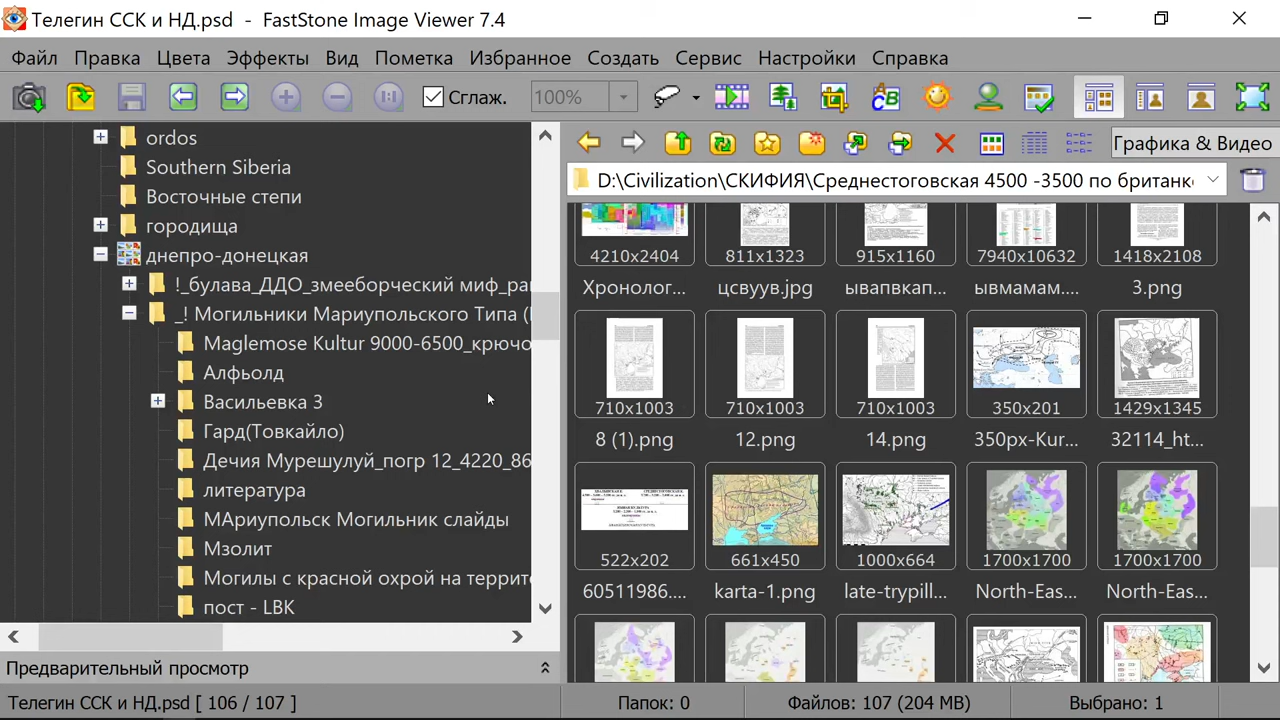 Телегин ССК и НД.psd - FastStone Image Viewer 7.4
Файл Правка Цвета Эффекты Вид Пометка Избранное Создать Сервис Настройки Справка
Сглаж. 100%
ordos
Southern Siberia
Восточные степи
городища
днепро-донецкая
!_булава_ДДО_змееборческий миф_ра
_! Могильники Мариупольского Типа (
Maglemose Kultur 9000-6500_крючо
Алфьолд
Васильевка 3
Гард(Товкайло)
Дечия Мурешулуй_погр 12_4220_86
литература
МАриупольск Могильник слайды
Мзолит
Могилы с красной охрой на террит
пост - LBK
Предварительный просмотр
Графика & Видео
D:\Civilization\СКИФИЯ\Среднестоговская 4500 -3500 по британк
4210x2404 811x1323 915x1160 7940x10632 1418x2108
Хронолог... цсвуув.jpg ывапвкап... ывмамам.... 3.png
710x1003 710x1003 710x1003 350x201 1429x1345
8 (1).png 12.png 14.png 350px-Kur... 32114_ht...
522x202 661x450 1000x664 1700x1700 1700x1700
60511986.... karta-1.png late-trypill... North-Eas... North-Eas...
Телегин ССК и НД.psd [ 106 / 107 ] Папок: 0 Файлов: 107 (204 MB) Выбрано: 1